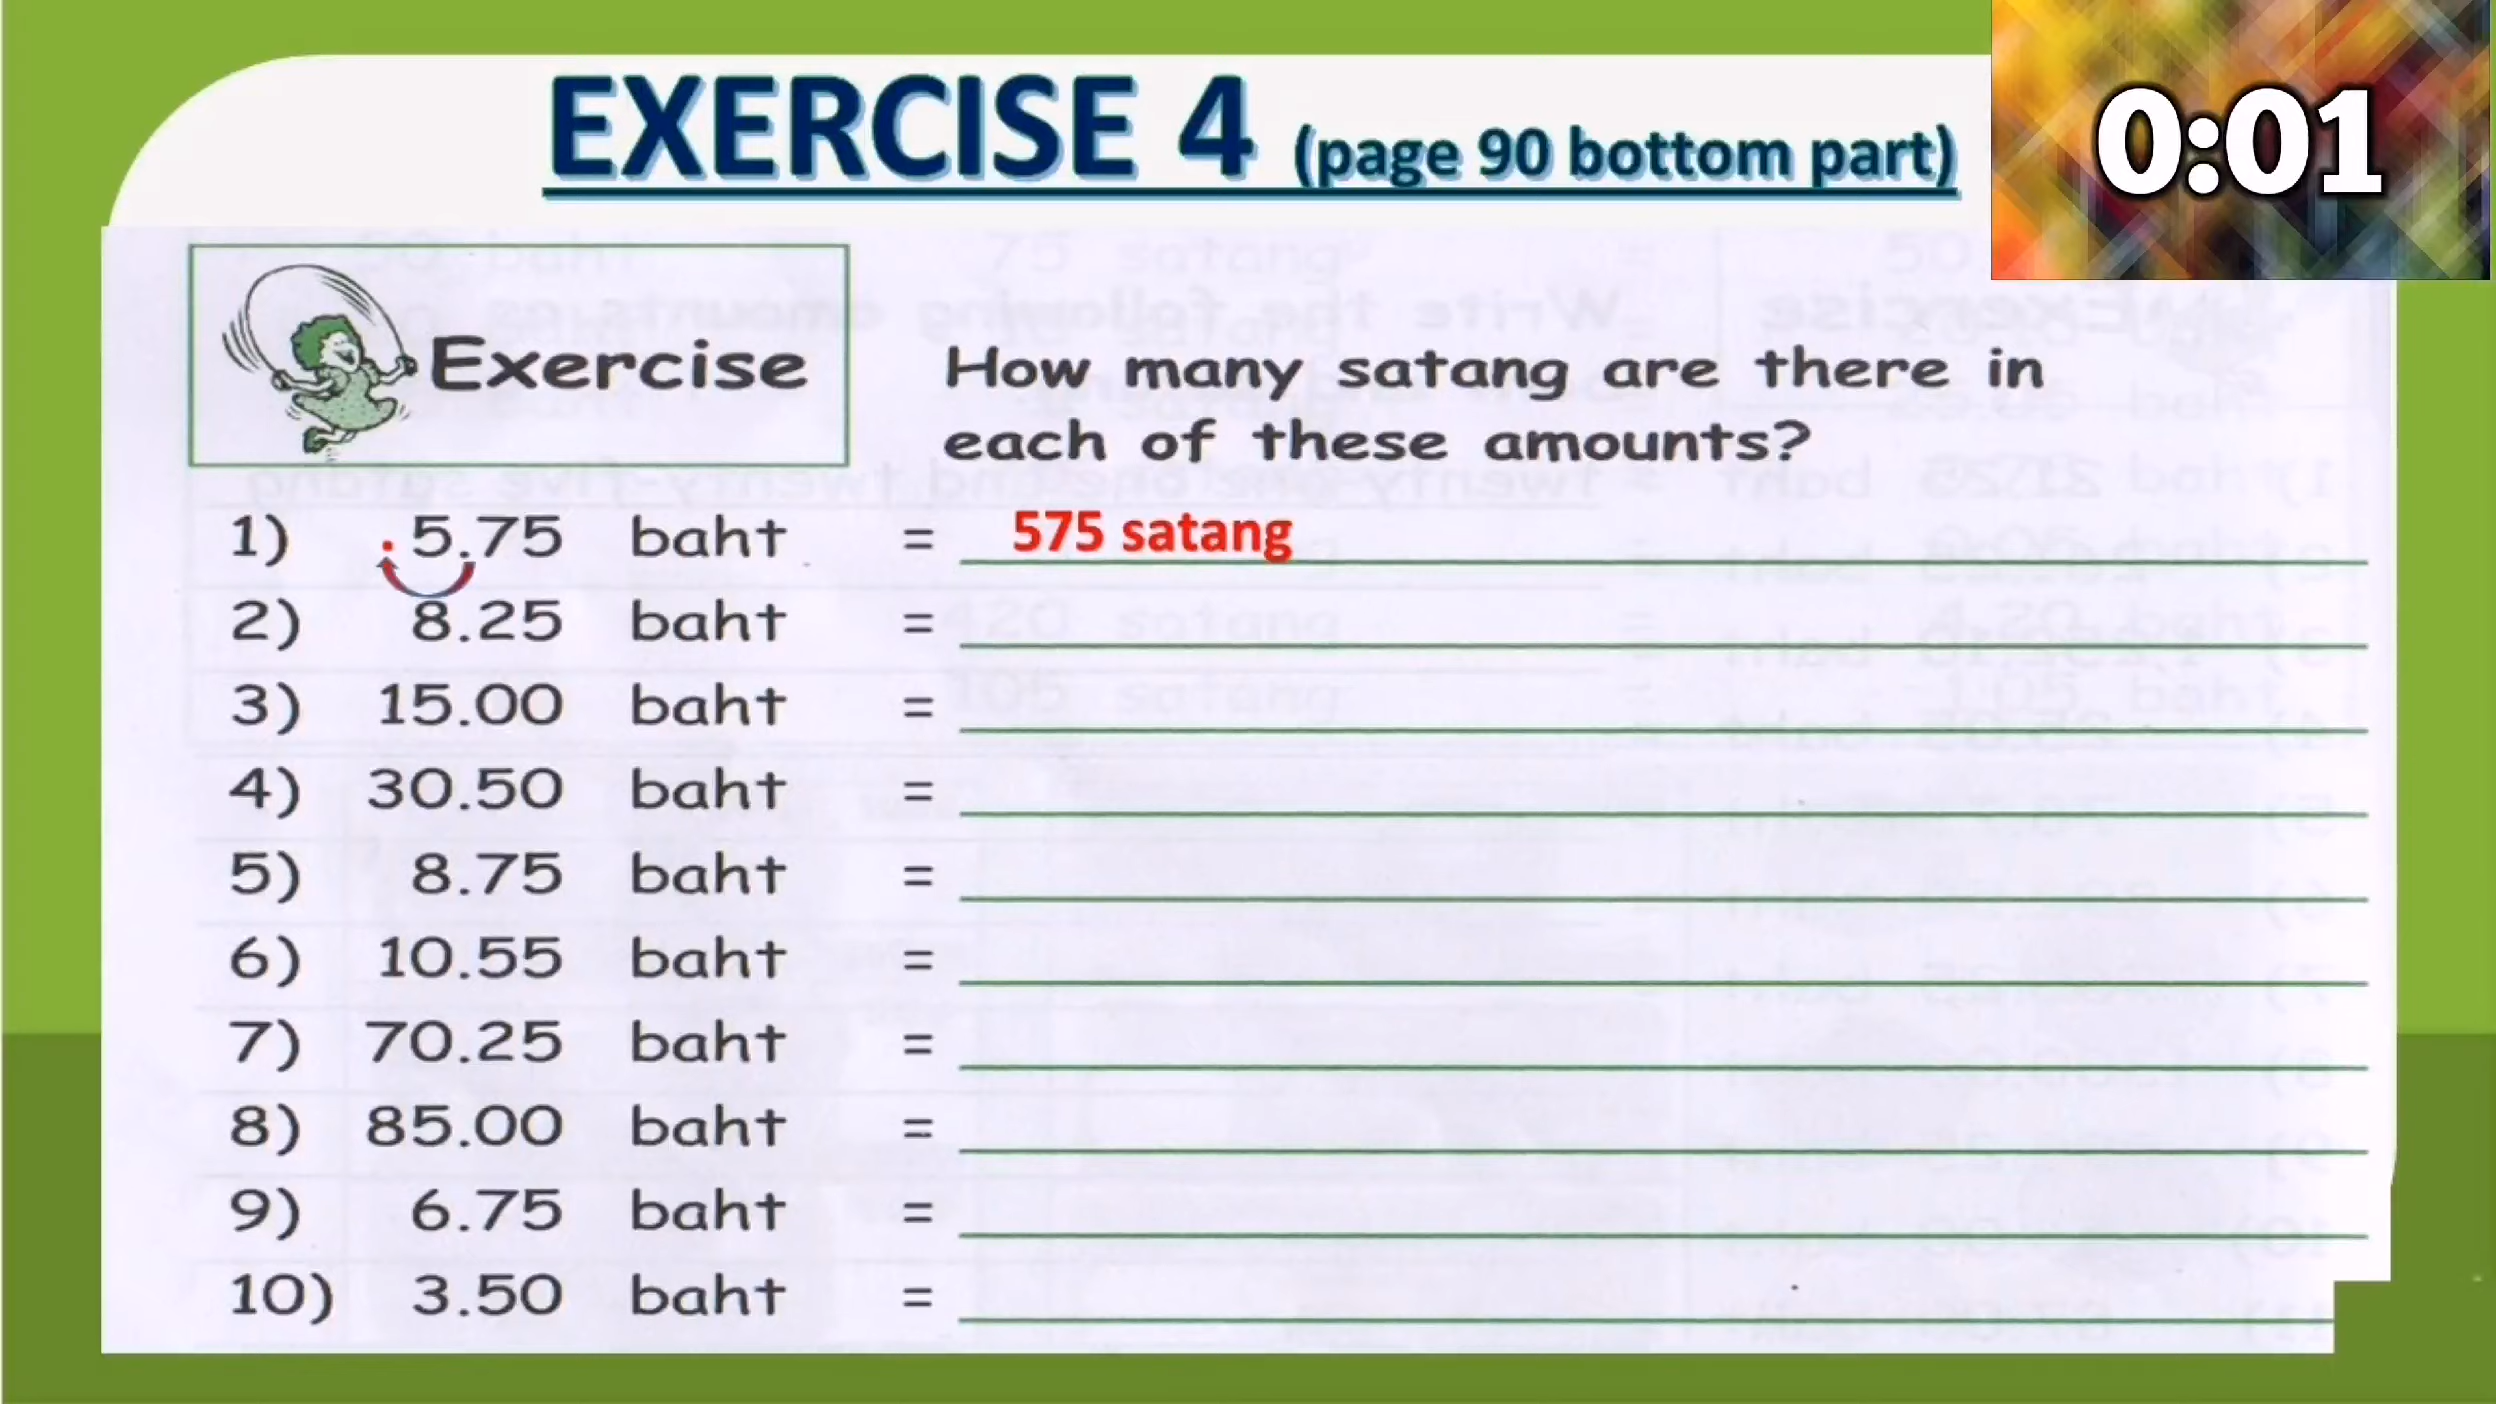 EXERCISE 4 (page 90 bottom part)
0:01
Exercise
How many satang are there in
each of these amounts?
1) .5.75 baht = 575 satang
2) 8.25 baht =
3) 15.00 baht =
4) 30.50 baht =
5) 8.75 baht =
6) 10.55 baht =
7) 70.25 baht =
8) 85.00 baht =
9) 6.75 baht =
10) 3.50 baht =